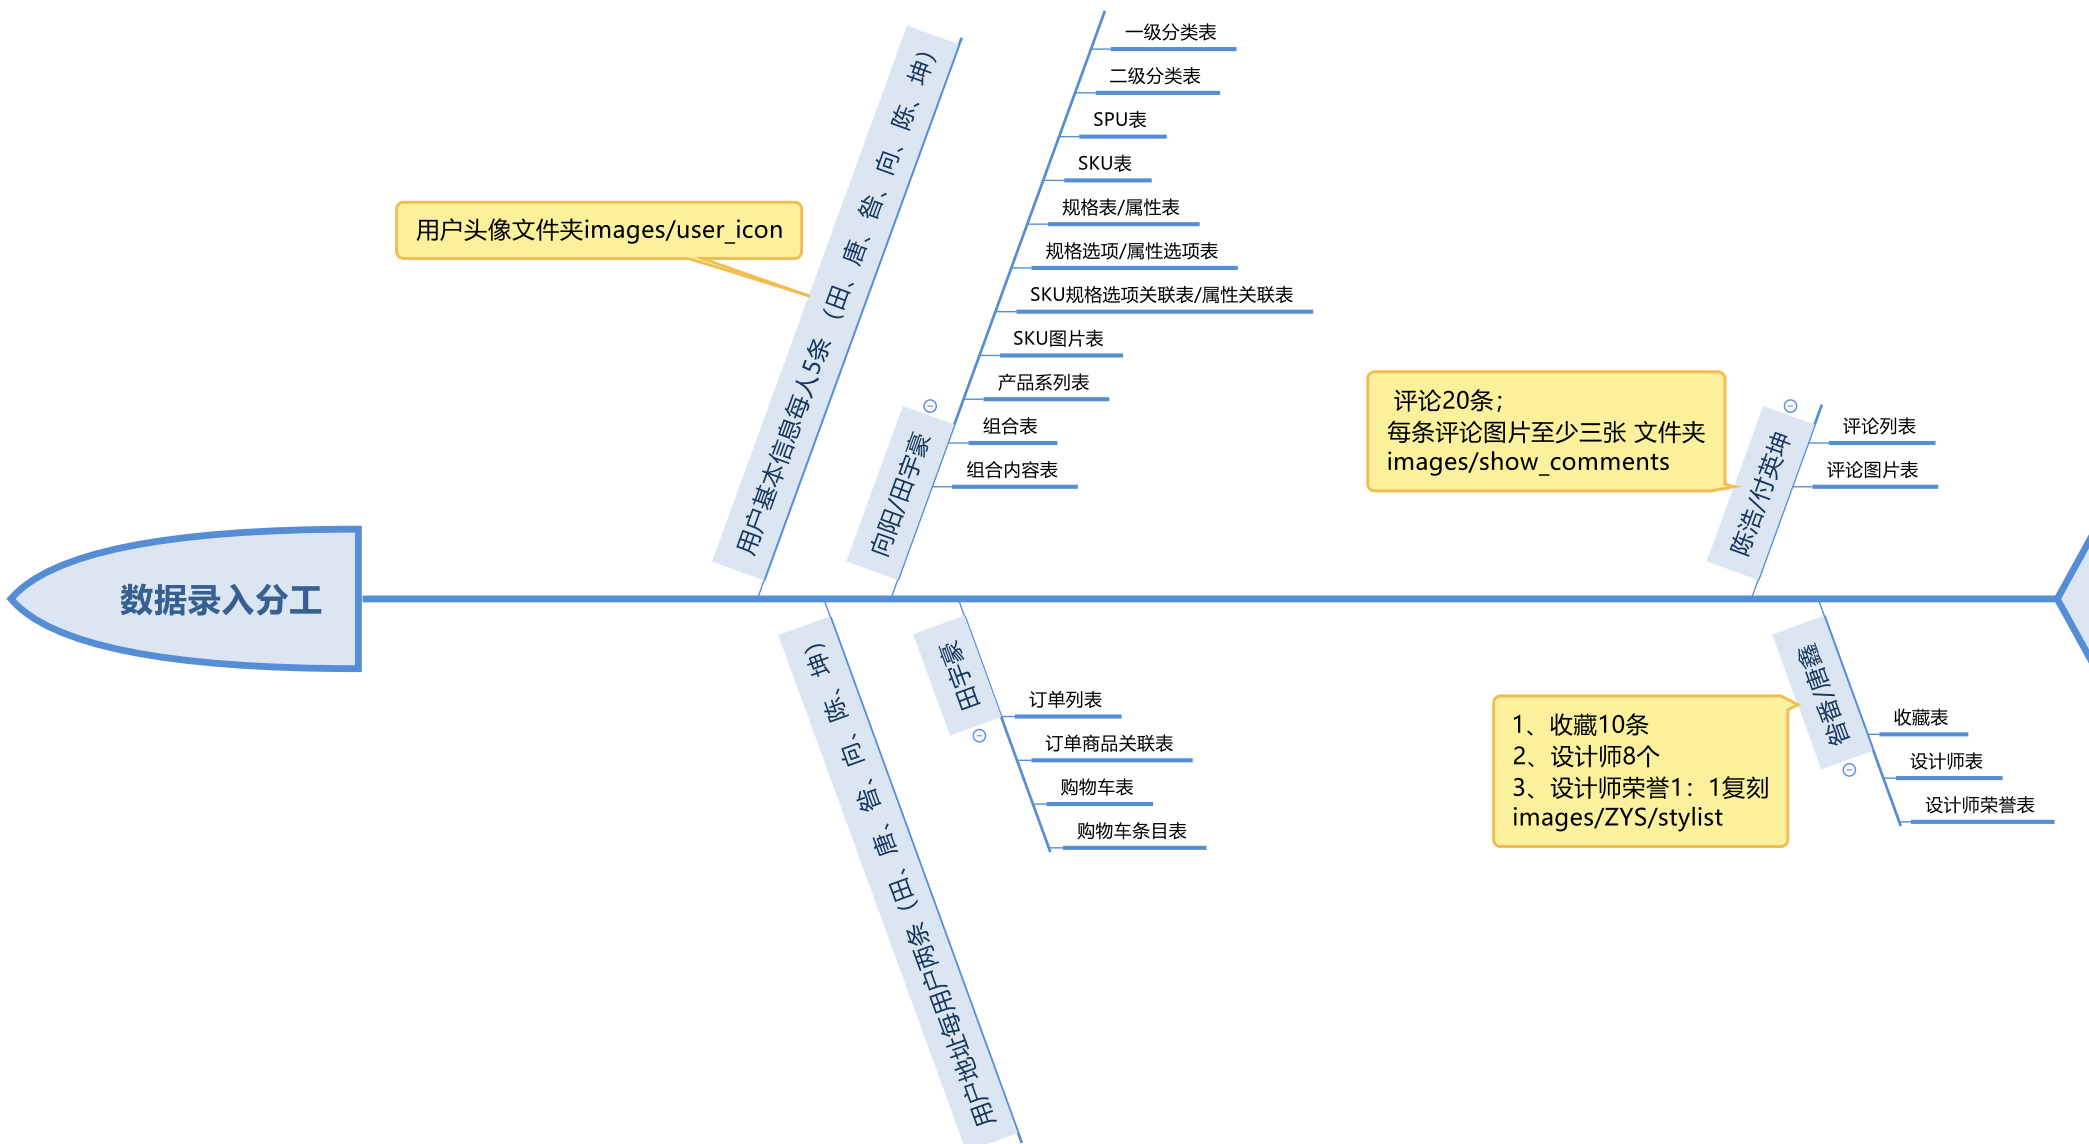 数据录入分工
用户基本信息每人5条（田、唐、昝、向、陈、坤）
用户头像文件夹images/user_icon
向阳/田宇豪
一级分类表
二级分类表
SPU表
SKU表
规格表/属性表
规格选项/属性选项表
SKU规格选项关联表/属性关联表
SKU图片表
产品系列表
组合表
组合内容表
陈浩/付英坤
评论20条；
每条评论图片至少三张 文件夹
images/show_comments
评论列表
评论图片表
用户地址每用户两条（田、唐、昝、向、陈、坤）
田宇豪
订单列表
订单商品关联表
购物车表
购物车条目表
昝番/唐鑫
1、收藏10条
2、设计师8个
3、设计师荣誉1：1复刻
images/ZYS/stylist
收藏表
设计师表
设计师荣誉表